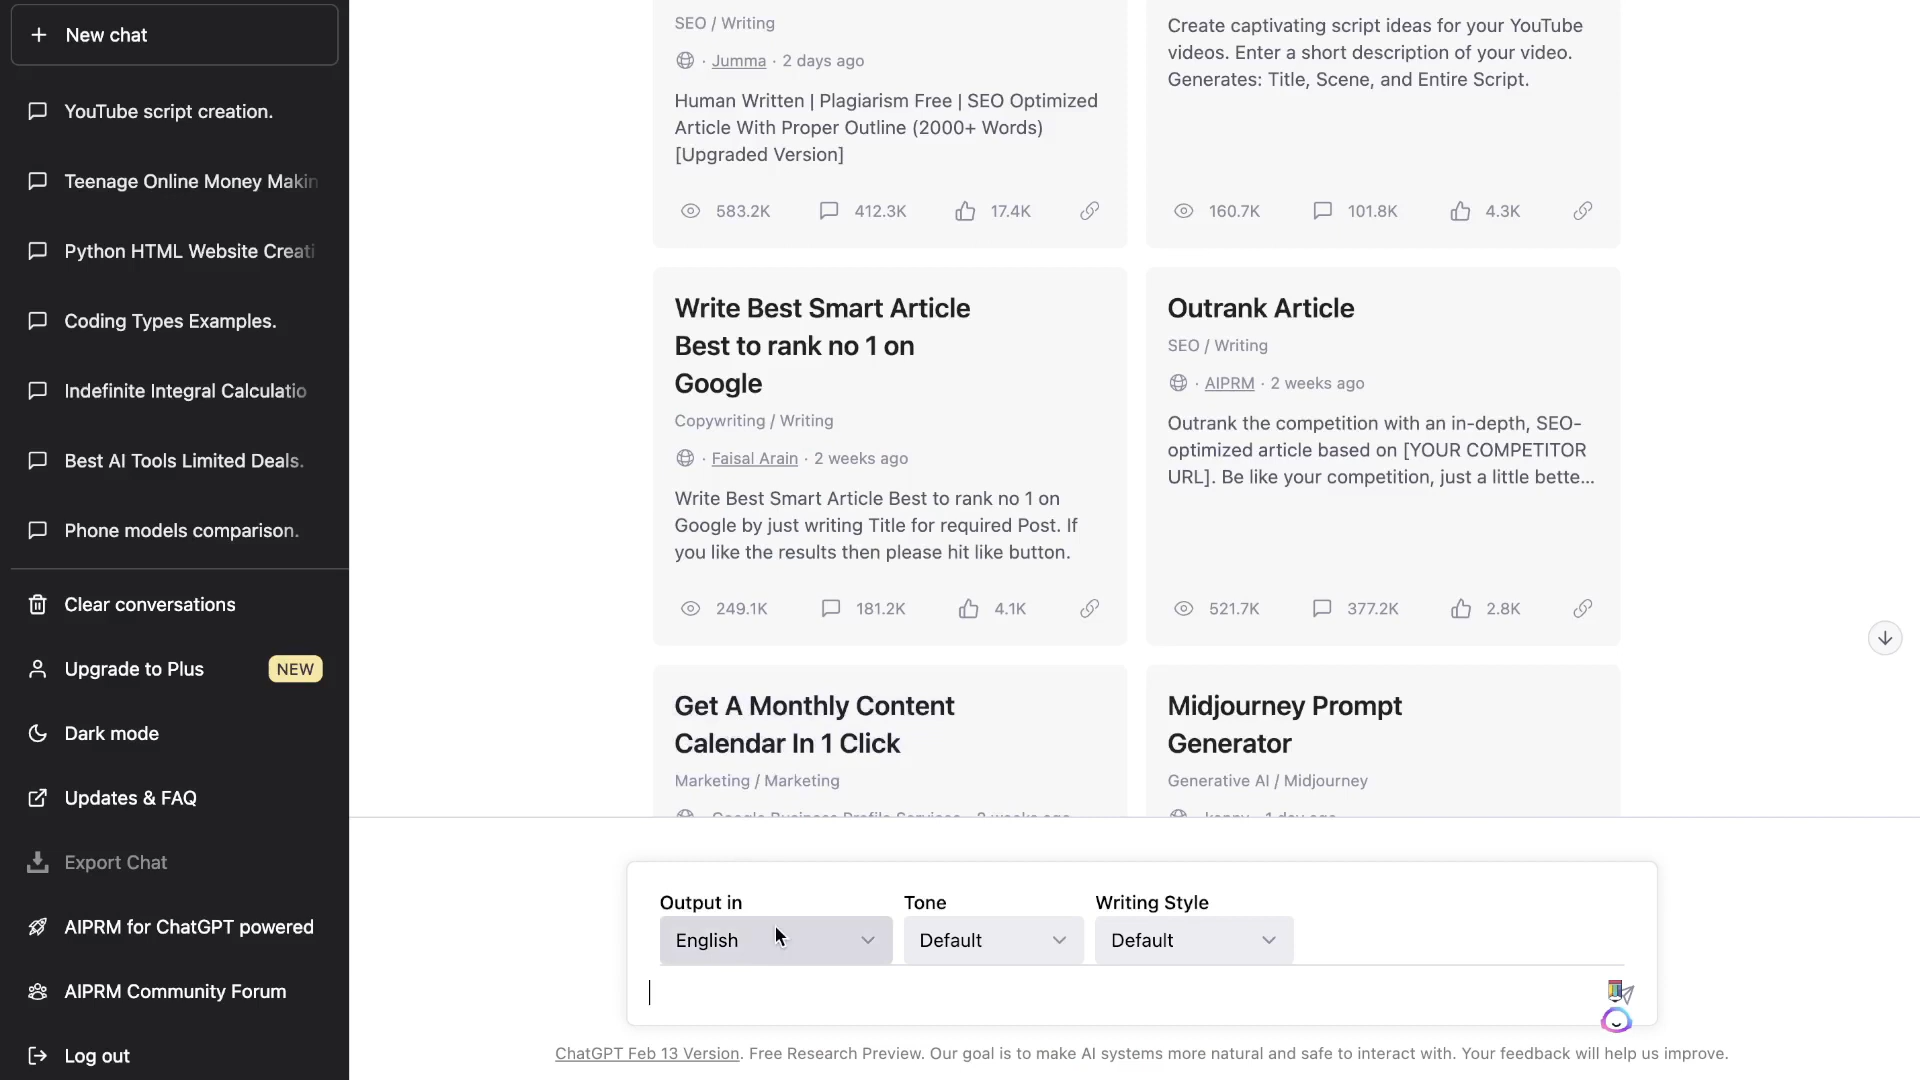 New chat
YouTube script creation.
Teenage Online Money Makin
Python HTML Website Creati
Coding Types Examples.
Indefinite Integral Calculatio
Best AI Tools Limited Deals.
Phone models comparison.
Clear conversations
Upgrade to Plus
NEW
Dark mode
Updates & FAQ
Export Chat
AIPRM for ChatGPT powered
AIPRM Community Forum
Log out
SEO / Writing
· Jumma · 2 days ago
Human Written | Plagiarism Free | SEO Optimized
Article With Proper Outline (2000+ Words)
[Upgraded Version]
583.2K
412.3K
17.4K
Create captivating script ideas for your YouTube
videos. Enter a short description of your video.
Generates: Title, Scene, and Entire Script.
160.7K
101.8K
4.3K
Write Best Smart Article
Best to rank no 1 on
Google
Copywriting / Writing
· Faisal Arain · 2 weeks ago
Write Best Smart Article Best to rank no 1 on
Google by just writing Title for required Post. If
you like the results then please hit like button.
249.1K
181.2K
4.1K
Outrank Article
SEO / Writing
· AIPRM · 2 weeks ago
Outrank the competition with an in-depth, SEO-
optimized article based on [YOUR COMPETITOR
URL]. Be like your competition, just a little bette...
521.7K
377.2K
2.8K
Get A Monthly Content
Calendar In 1 Click
Marketing / Marketing
· Google Business Profile Services · 2 weeks ago
Midjourney Prompt
Generator
Generative AI / Midjourney
· kenny · 1 day ago
Output in
English
Tone
Default
Writing Style
Default
ChatGPT Feb 13 Version. Free Research Preview. Our goal is to make AI systems more natural and safe to interact with. Your feedback will help us improve.